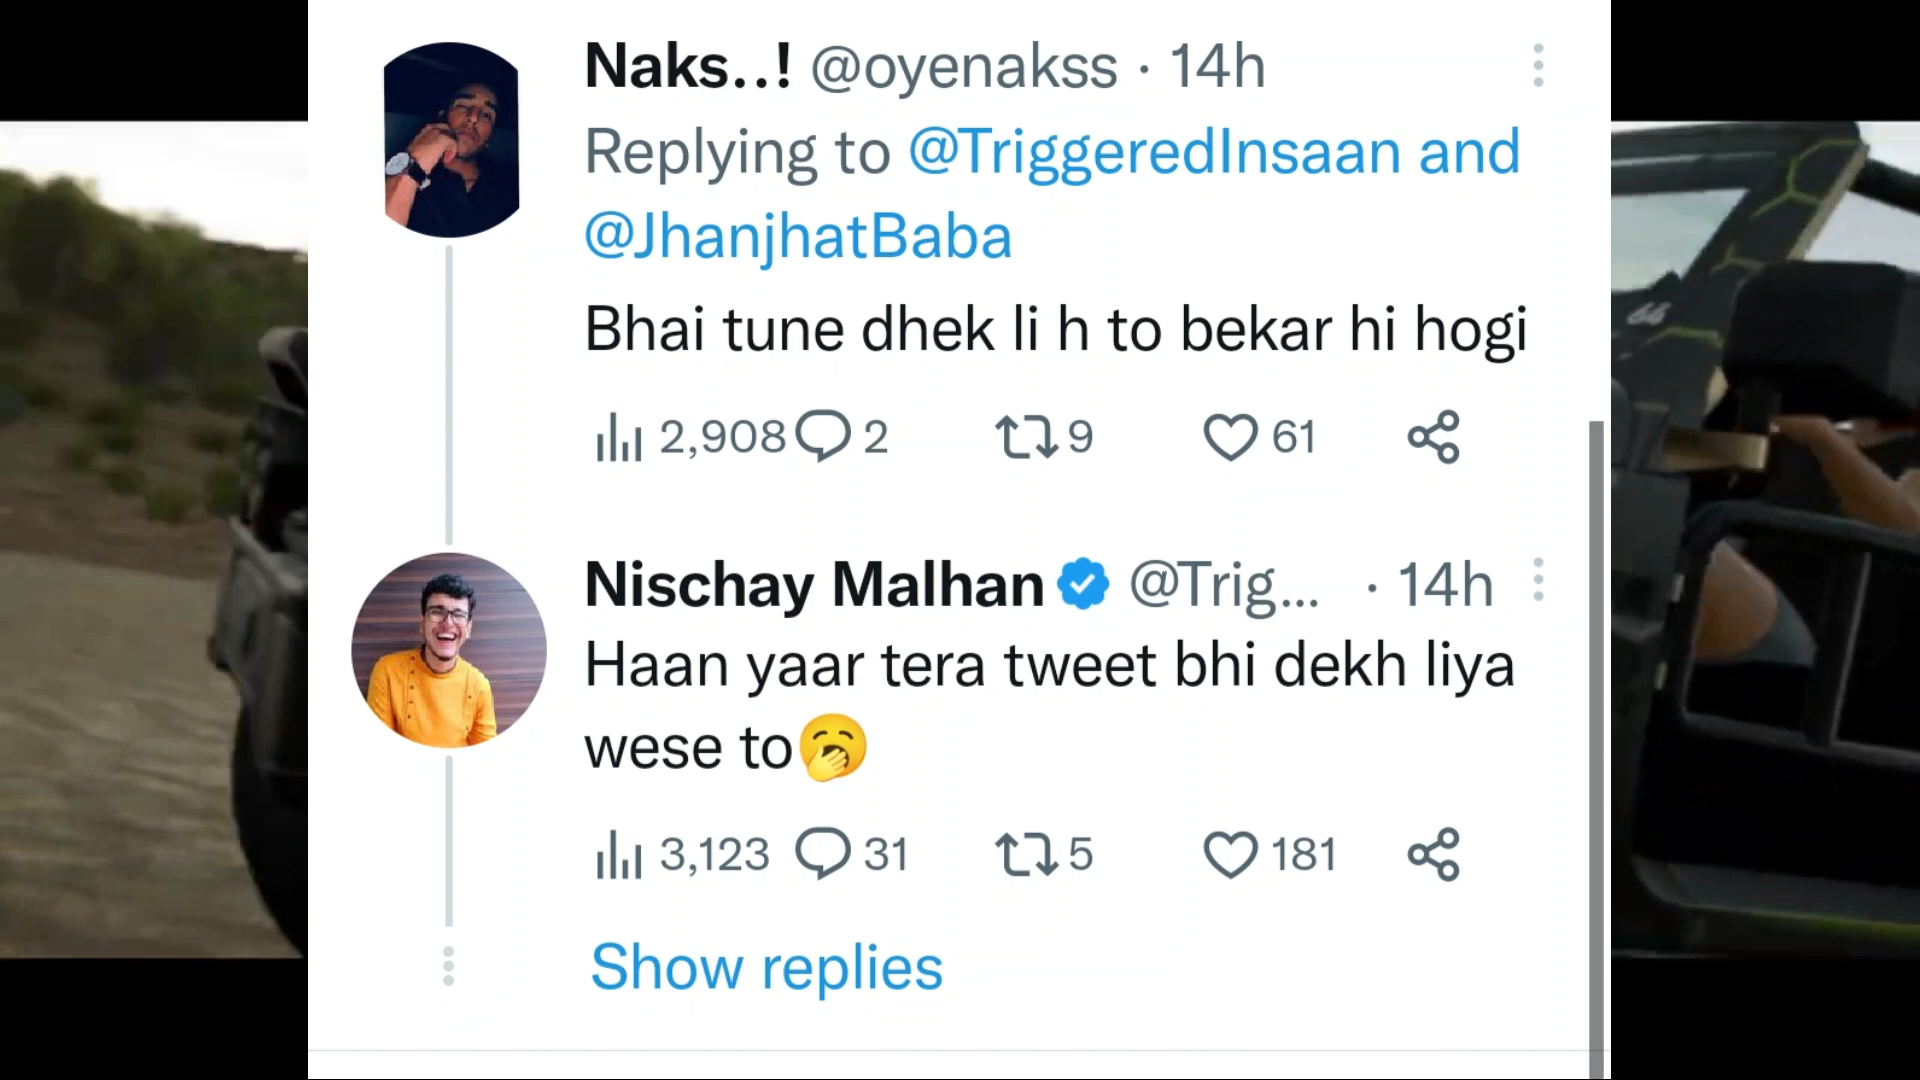 Naks..! @oyenakss · 14h
Replying to @TriggeredInsaan and
@JhanjhatBaba
Bhai tune dhek li h to bekar hi hogi
2,908 2 9 61
Nischay Malhan @Trig... · 14h
Haan yaar tera tweet bhi dekh liya
wese to🥱
3,123 31 5 181
Show replies